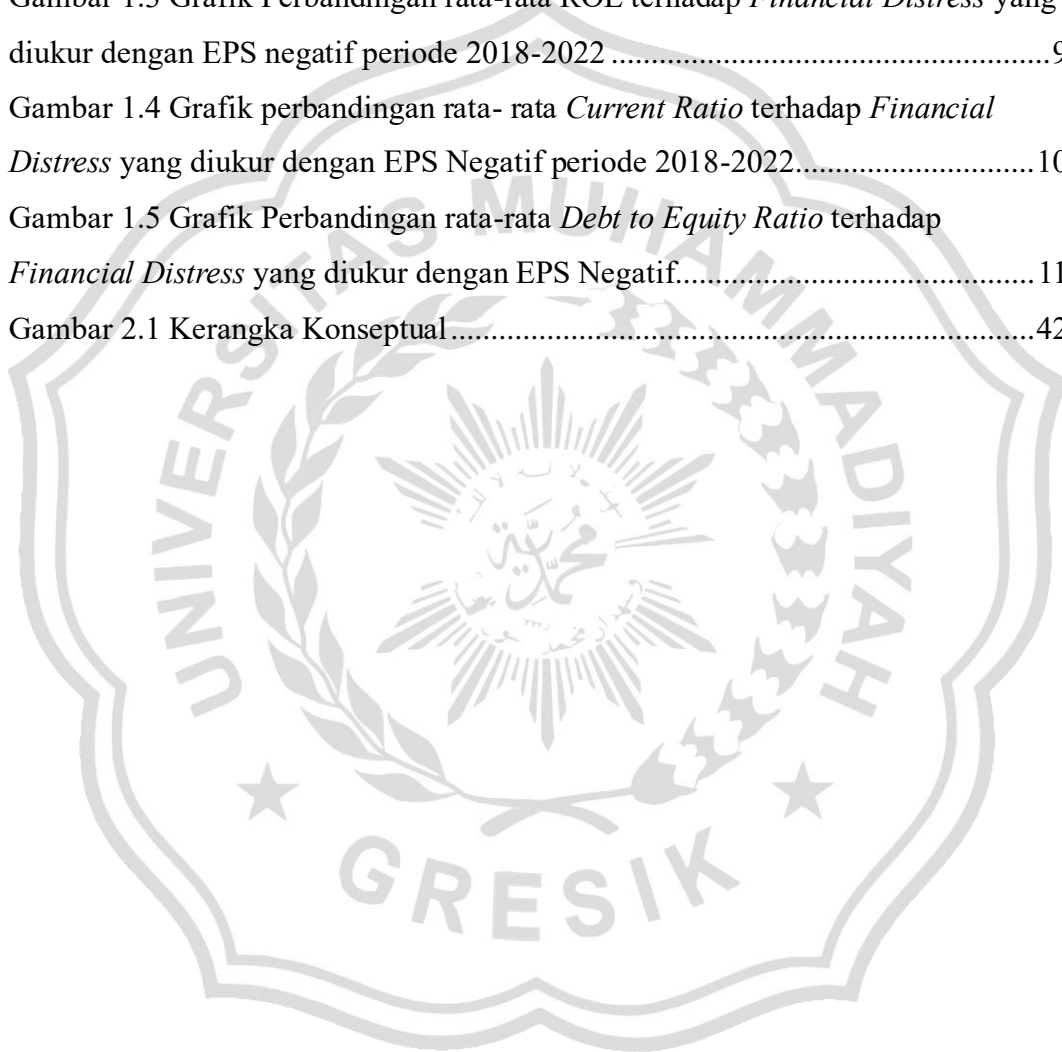 Gambar 1.3 Grafik Perbandingan rata-rata ROE terhadap Financial Distress yang
diukur dengan EPS negatif periode 2018-2022.......................................................9
Gambar 1.4 Grafik perbandingan rata- rata Current Ratio terhadap Financial
Distress yang diukur dengan EPS Negatif periode 2018-2022..............................10
Gambar 1.5 Grafik Perbandingan rata-rata Debt to Equity Ratio terhadap
Financial Distress yang diukur dengan EPS Negatif.............................................11
Gambar 2.1 Kerangka Konseptual.........................................................................42
UNIVERSITAS MUHAMMADIYAH
محمد
GRESIK